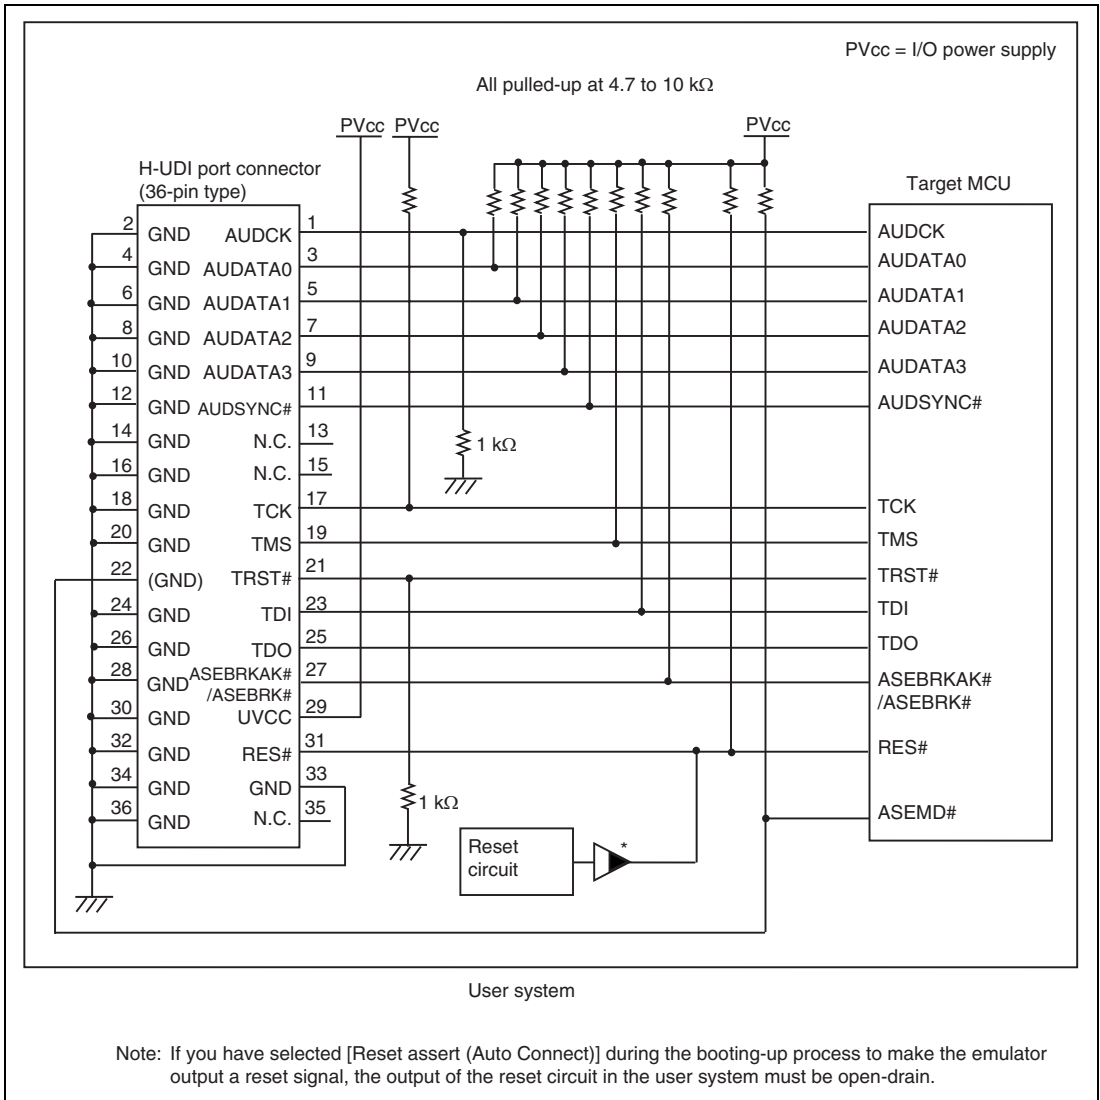 PVcc = I/O power supply
All pulled-up at 4.7 to 10 kΩ
PVcc PVcc PVcc
H-UDI port connector
(36-pin type)
Target MCU
2 GND AUDCK 1 AUDCK
4 GND AUDATA0 3 AUDATA0
6 GND AUDATA1 5 AUDATA1
8 GND AUDATA2 7 AUDATA2
10 GND AUDATA3 9 AUDATA3
12 GND AUDSYNC# 11 AUDSYNC#
14 GND N.C. 13
1 kΩ
16 GND N.C. 15
18 GND TCK 17 TCK
20 GND TMS 19 TMS
22 (GND) TRST# 21 TRST#
24 GND TDI 23 TDI
26 GND TDO 25 TDO
28 GND ASEBRKAK# 27 ASEBRKAK#
/ASEBRK# /ASEBRK#
30 GND UVCC 29
32 GND RES# 31 RES#
34 GND GND 33
1 kΩ
36 GND N.C. 35 ASEMD#
Reset
circuit
*
User system
Note: If you have selected [Reset assert (Auto Connect)] during the booting-up process to make the emulator
output a reset signal, the output of the reset circuit in the user system must be open-drain.